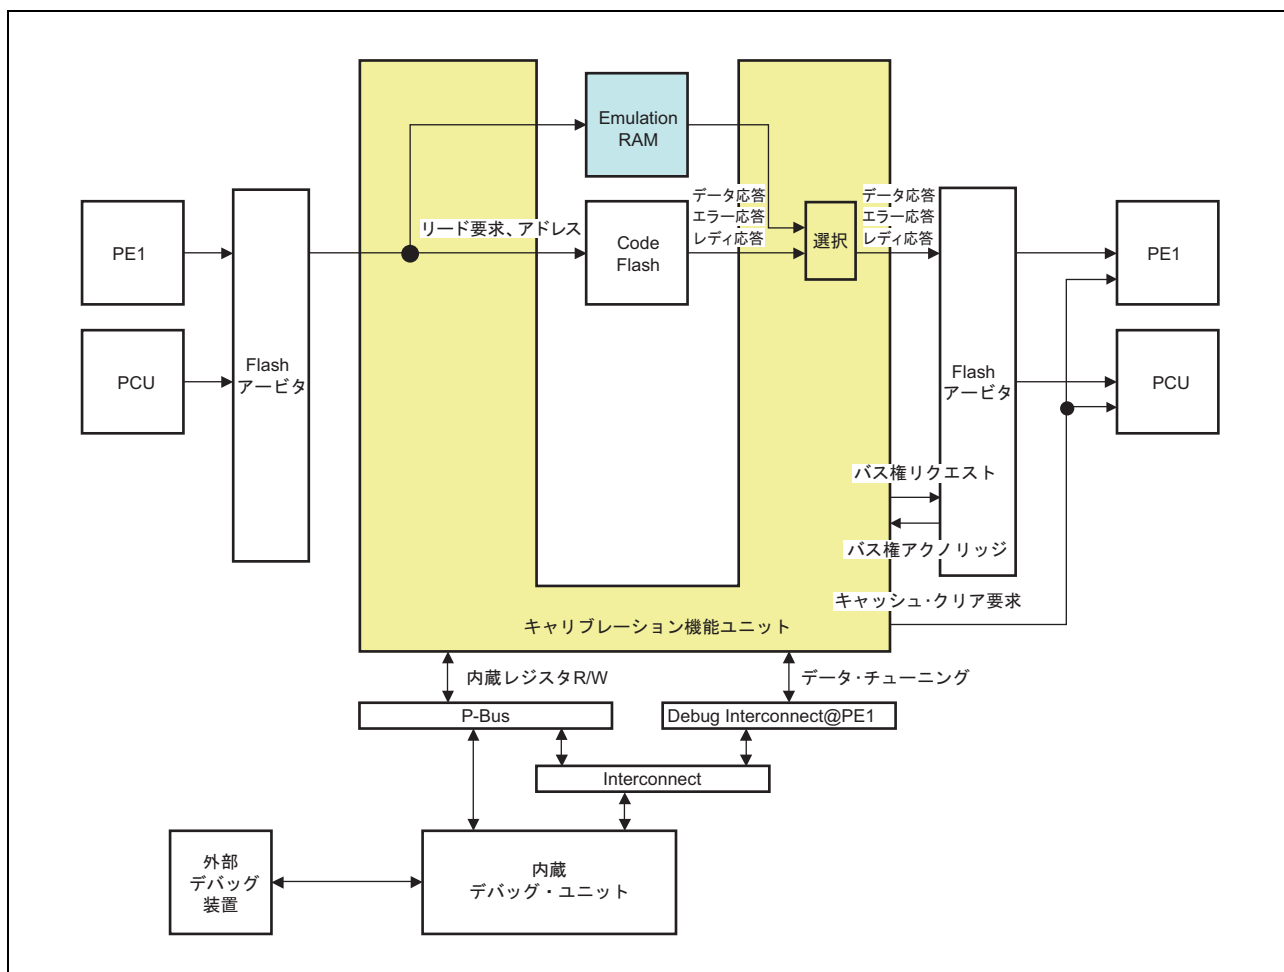 Emulation
RAM
データ応答
エラー応答
レディ応答
データ応答
エラー応答
レディ応答
リード要求、アドレス
PE1
Code
Flash
選択
PE1
PCU
Flash
アービタ
Flash
アービタ
PCU
バス権リクエスト
バス権アクノリッジ
キャッシュ・クリア要求
キャリブレーション機能ユニット
内蔵レジスタR/W
データ・チューニング
P-Bus
Debug Interconnect@PE1
Interconnect
外部
デバッグ
装置
内蔵
デバッグ・ユニット